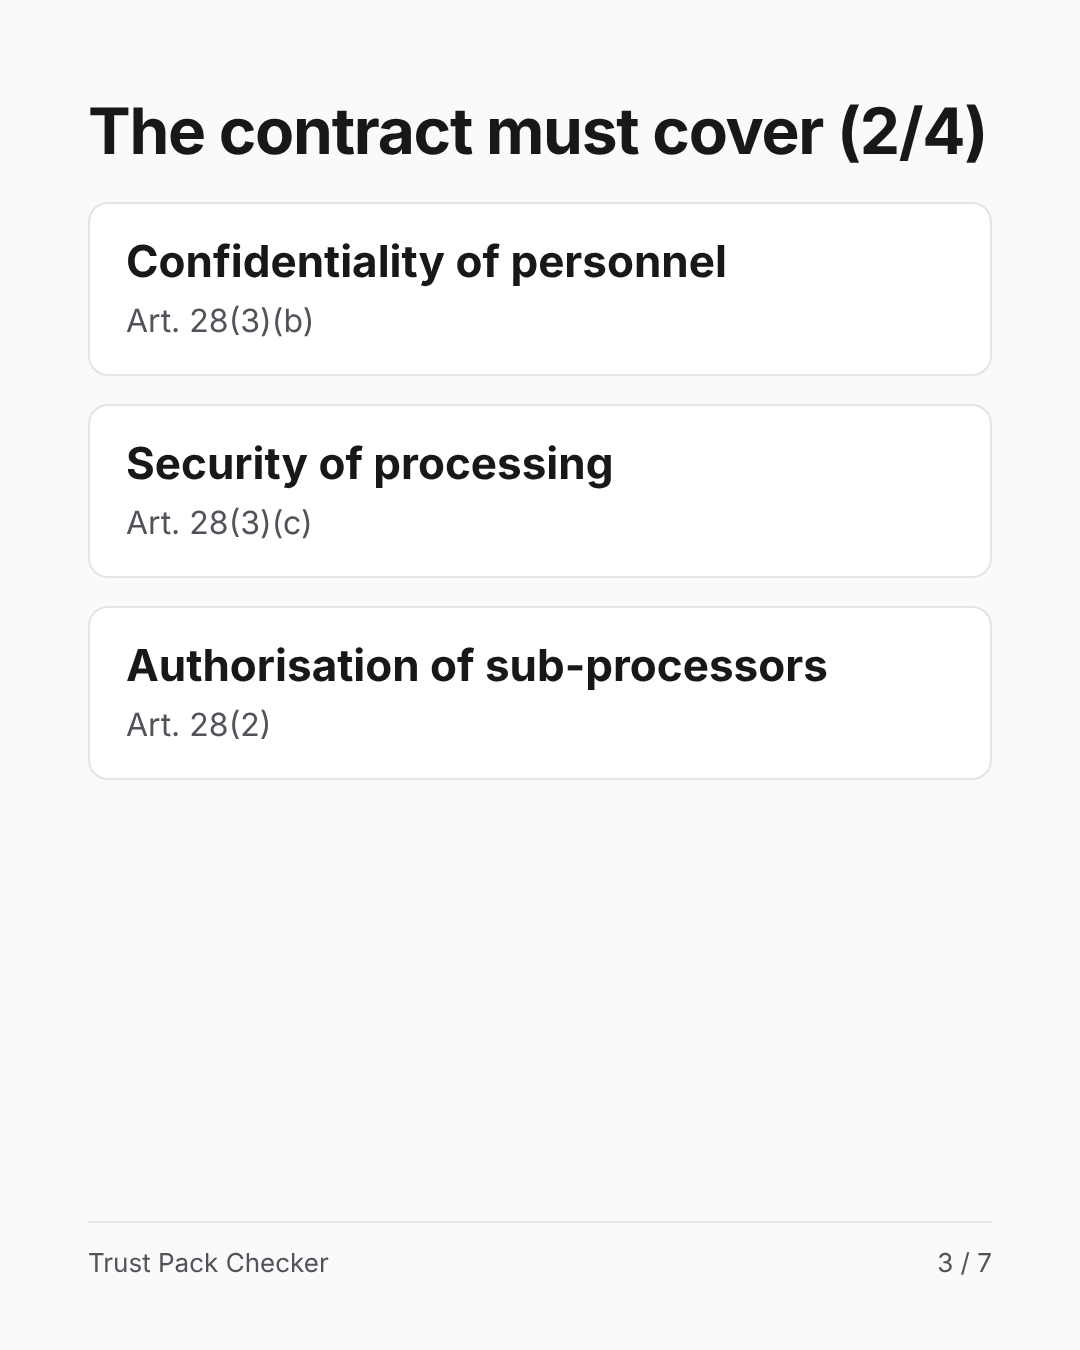 The contract must cover (2/4)
Confidentiality of personnel
Art. 28(3)(b)
Security of processing
Art. 28(3)(c)
Authorisation of sub-processors
Art. 28(2)
Trust Pack Checker
3 / 7